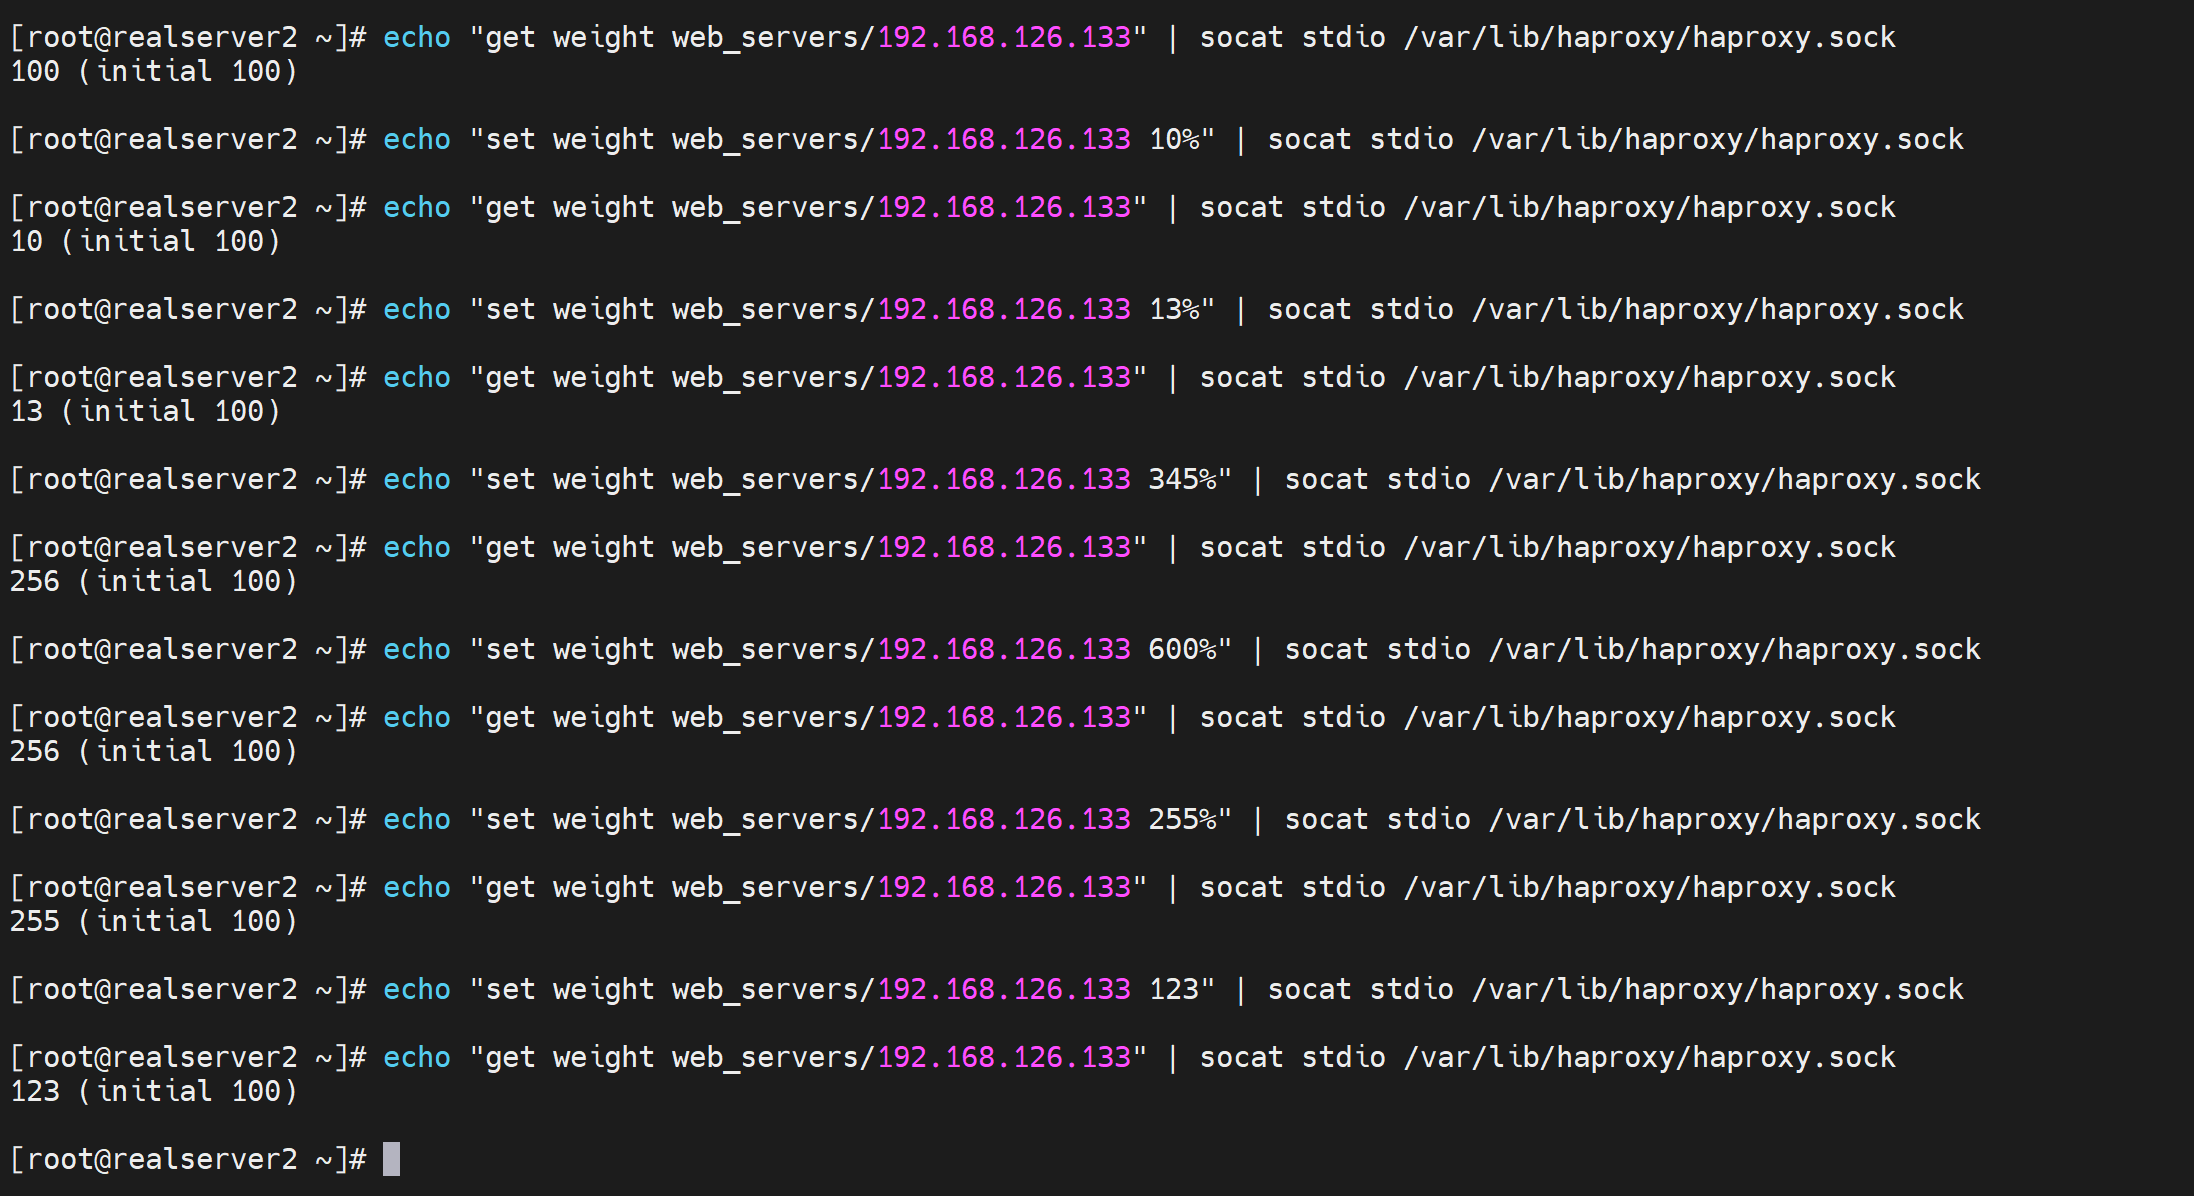 [root@realserver2 ~]# echo "get weight web_servers/192.168.126.133" | socat stdio /var/lib/haproxy/haproxy.sock
100 (initial 100)
[root@realserver2 ~]# echo "set weight web_servers/192.168.126.133 10%" | socat stdio /var/lib/haproxy/haproxy.sock
[root@realserver2 ~]# echo "get weight web_servers/192.168.126.133" | socat stdio /var/lib/haproxy/haproxy.sock
10 (initial 100)
[root@realserver2 ~]# echo "set weight web_servers/192.168.126.133 13%" | socat stdio /var/lib/haproxy/haproxy.sock
[root@realserver2 ~]# echo "get weight web_servers/192.168.126.133" | socat stdio /var/lib/haproxy/haproxy.sock
13 (initial 100)
[root@realserver2 ~]# echo "set weight web_servers/192.168.126.133 345%" | socat stdio /var/lib/haproxy/haproxy.sock
[root@realserver2 ~]# echo "get weight web_servers/192.168.126.133" | socat stdio /var/lib/haproxy/haproxy.sock
256 (initial 100)
[root@realserver2 ~]# echo "set weight web_servers/192.168.126.133 600%" | socat stdio /var/lib/haproxy/haproxy.sock
[root@realserver2 ~]# echo "get weight web_servers/192.168.126.133" | socat stdio /var/lib/haproxy/haproxy.sock
256 (initial 100)
[root@realserver2 ~]# echo "set weight web_servers/192.168.126.133 255%" | socat stdio /var/lib/haproxy/haproxy.sock
[root@realserver2 ~]# echo "get weight web_servers/192.168.126.133" | socat stdio /var/lib/haproxy/haproxy.sock
255 (initial 100)
[root@realserver2 ~]# echo "set weight web_servers/192.168.126.133 123" | socat stdio /var/lib/haproxy/haproxy.sock
[root@realserver2 ~]# echo "get weight web_servers/192.168.126.133" | socat stdio /var/lib/haproxy/haproxy.sock
123 (initial 100)
[root@realserver2 ~]#